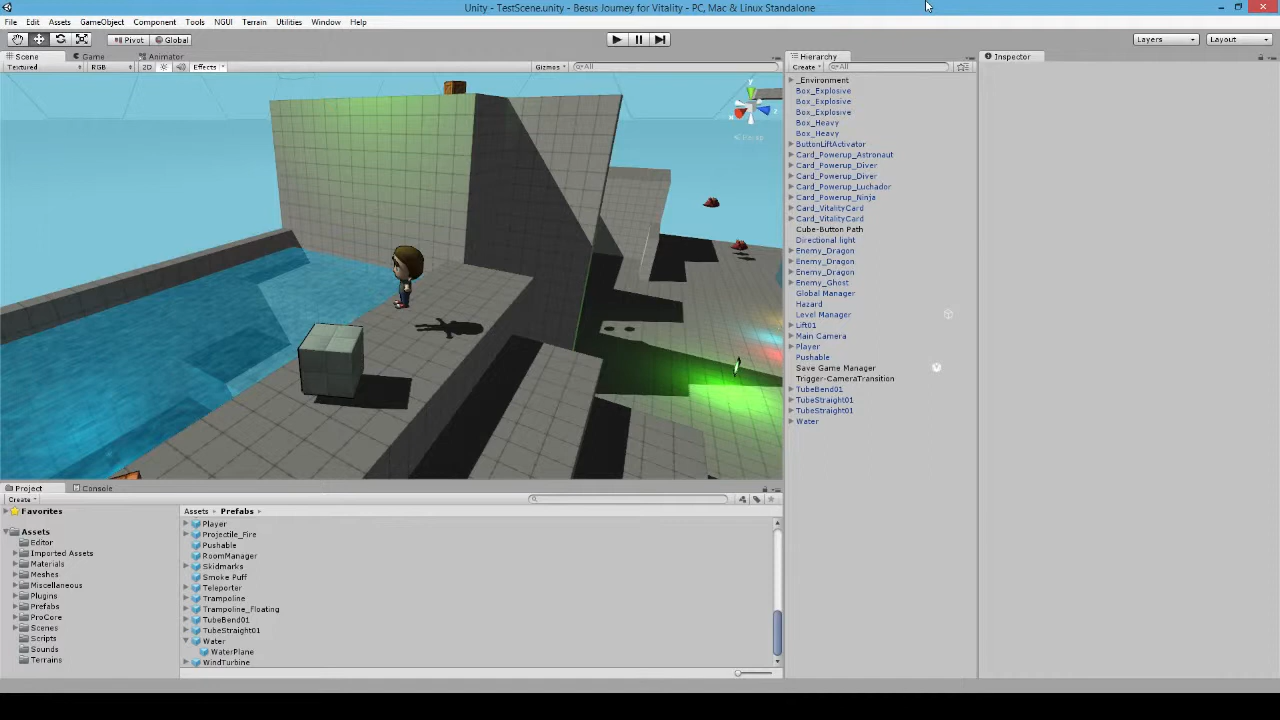 Unity - TestScene.unity - Besus Journey for Vitality - PC, Mac & Linux Standalone
File Edit Assets GameObject Component Tools NGUI Terrain Utilities Window Help
Pivot Global Layers Layout
Scene Game Animator
Textured RGB 2D Effects Gizmos All
y
x
z
Persp
Hierarchy
Create All
_Environment
Box_Explosive
Box_Explosive
Box_Explosive
Box_Heavy
Box_Heavy
ButtonLiftActivator
Card_Powerup_Astronaut
Card_Powerup_Diver
Card_Powerup_Diver
Card_Powerup_Luchador
Card_Powerup_Ninja
Card_VitalityCard
Card_VitalityCard
Cube-Button Path
Directional light
Enemy_Dragon
Enemy_Dragon
Enemy_Dragon
Enemy_Ghost
Global Manager
Hazard
Level Manager
Lift01
Main Camera
Player
Pushable
Save Game Manager
Trigger-CameraTransition
TubeBend01
TubeStraight01
TubeStraight01
Water
Inspector
Project Console
Create
Favorites
Assets
Editor
Imported Assets
Materials
Meshes
Miscellaneous
Plugins
Prefabs
ProCore
Scenes
Scripts
Sounds
Terrains
Assets Prefabs
Player
Projectile_Fire
Pushable
RoomManager
Skidmarks
Smoke Puff
Teleporter
Trampoline
Trampoline_Floating
TubeBend01
TubeStraight01
Water
WaterPlane
WindTurbine